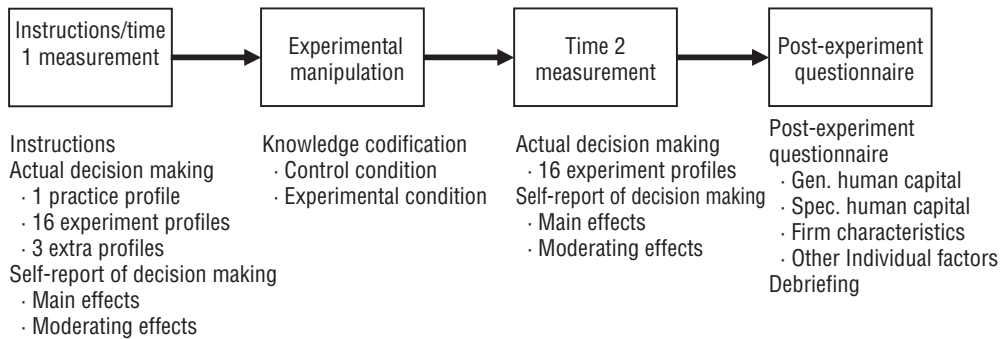 Instructions/time
1 measurement
Experimental
manipulation
Time 2
measurement
Post-experiment
questionnaire
Instructions
Actual decision making
· 1 practice profile
· 16 experiment profiles
· 3 extra profiles
Self-report of decision making
· Main effects
· Moderating effects
Knowledge codification
· Control condition
· Experimental condition
Actual decision making
· 16 experiment profiles
Self-report of decision making
· Main effects
· Moderating effects
Post-experiment
questionnaire
· Gen. human capital
· Spec. human capital
· Firm characteristics
· Other Individual factors
Debriefing